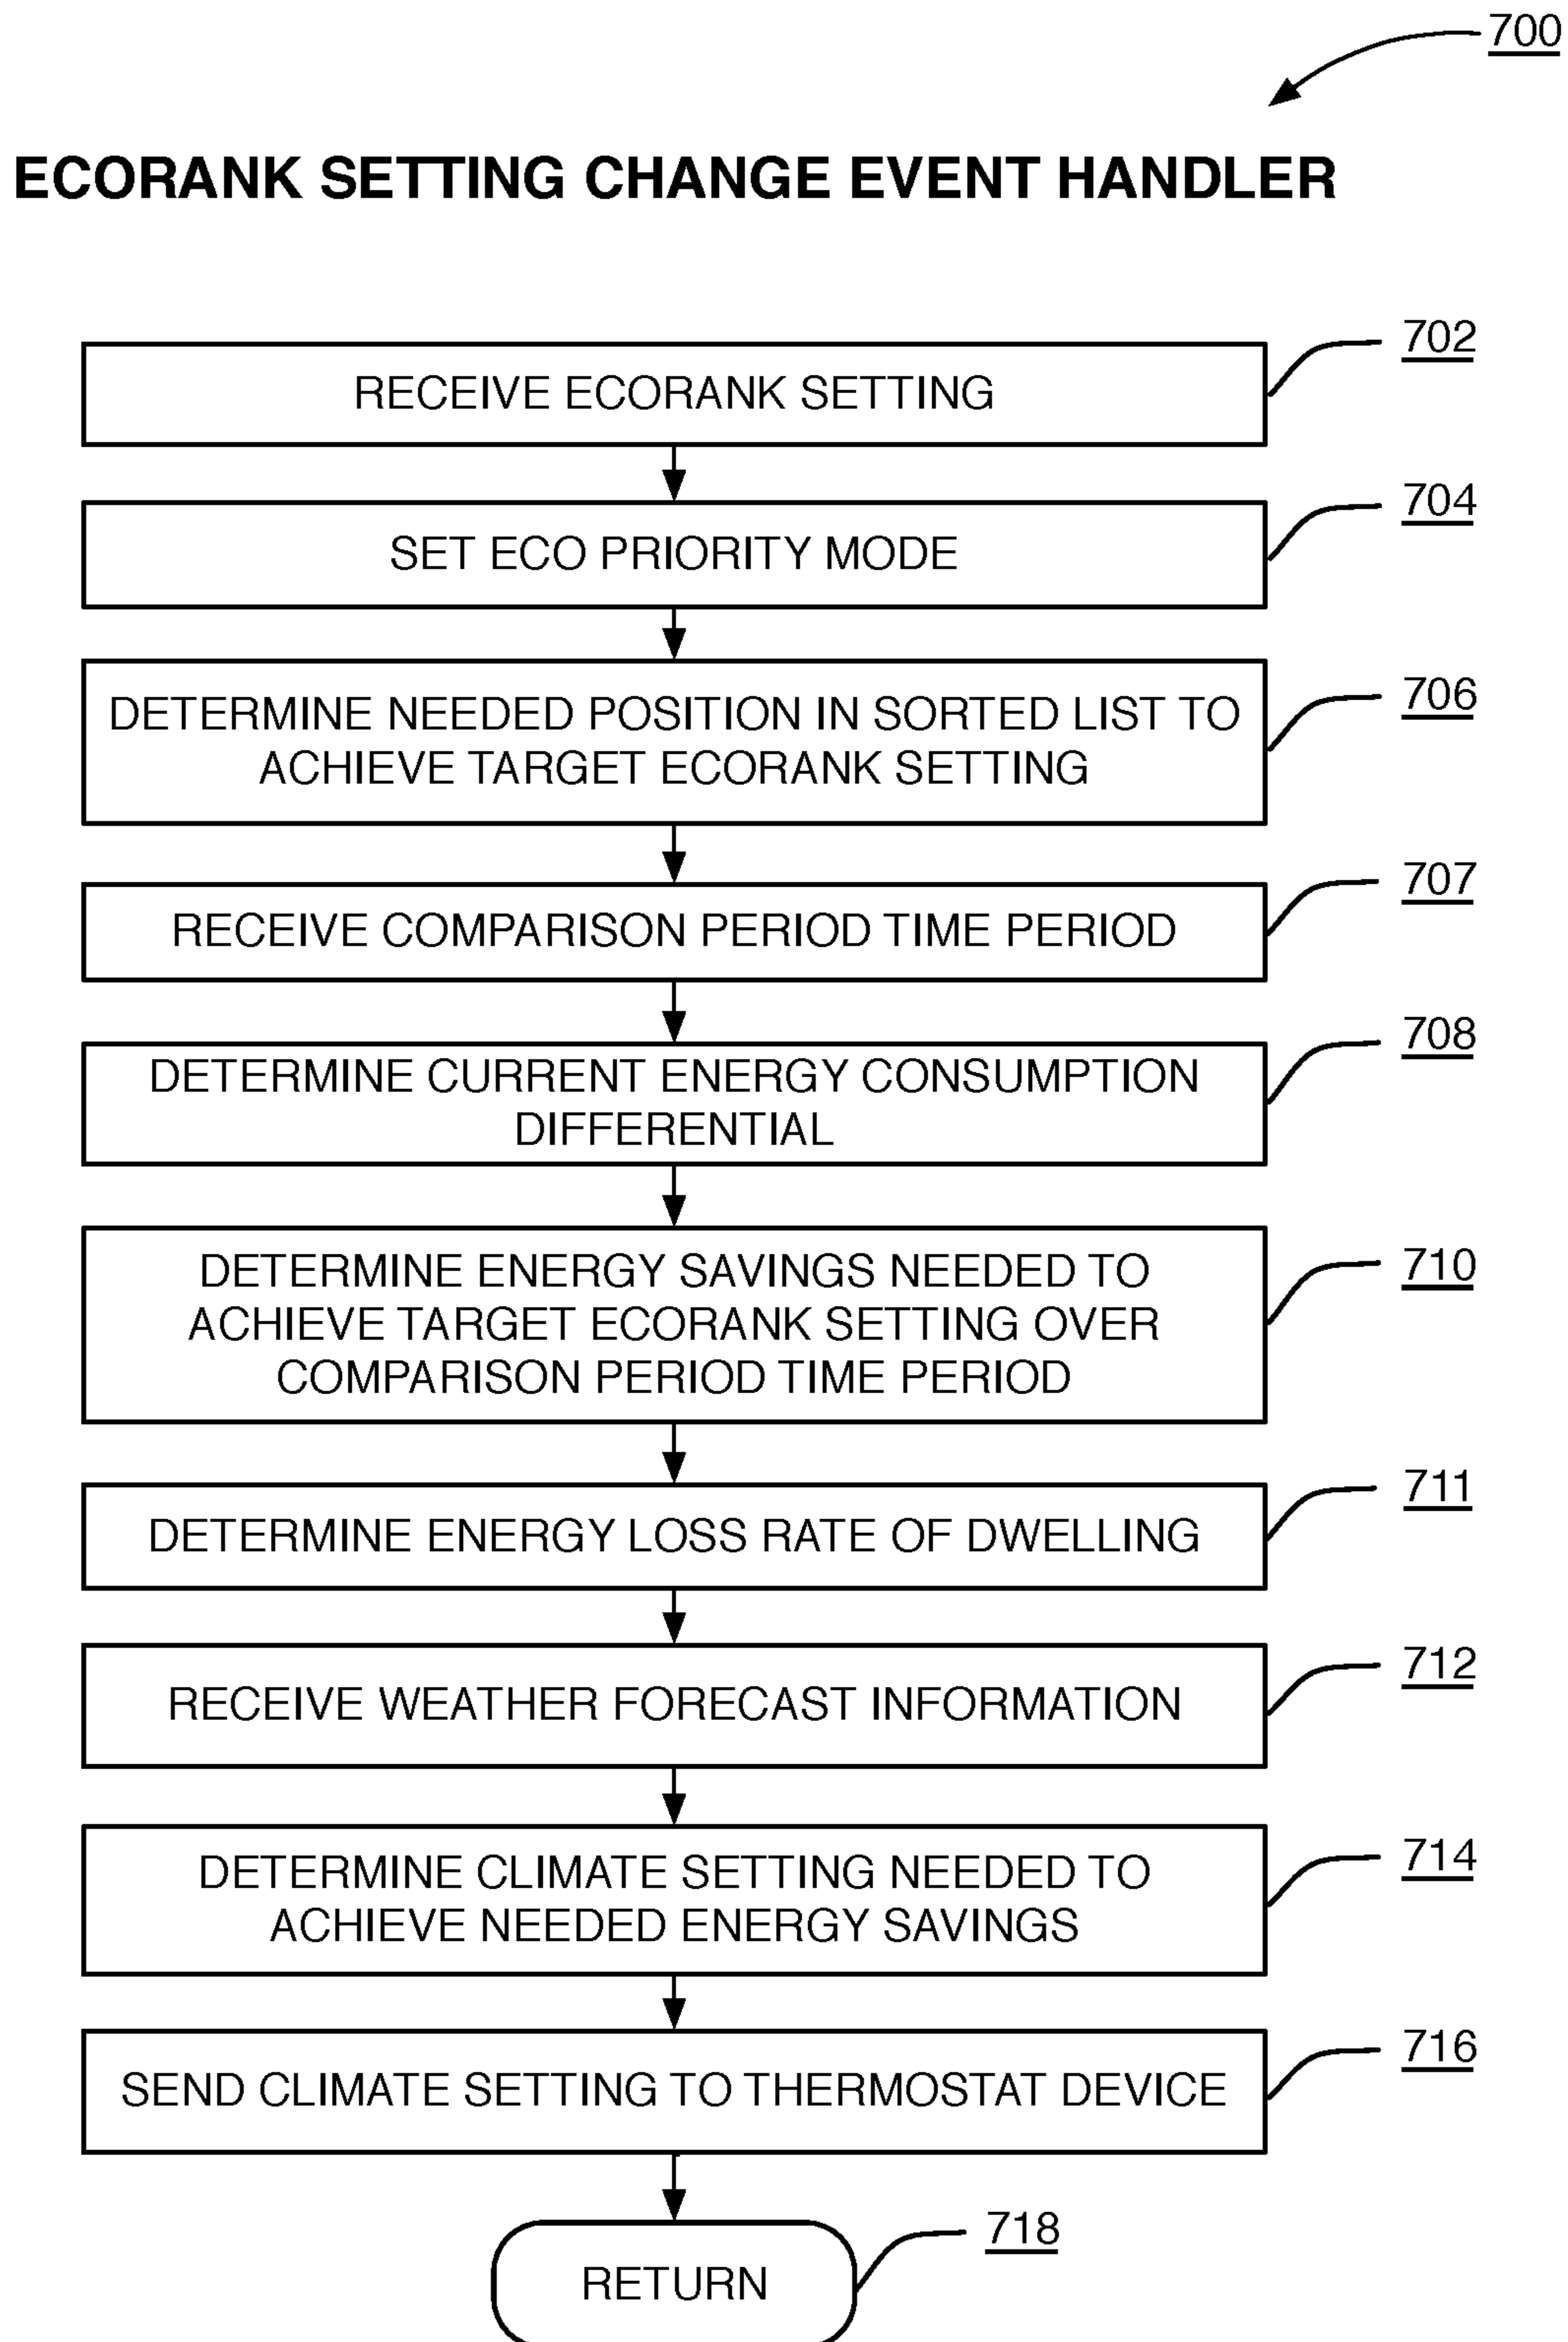 700
ECORANK SETTING CHANGE EVENT HANDLER
702
RECEIVE ECORANK SETTING
704
SET ECO PRIORITY MODE
706
DETERMINE NEEDED POSITION IN SORTED LIST TO
ACHIEVE TARGET ECORANK SETTING
707
RECEIVE COMPARISON PERIOD TIME PERIOD
708
DETERMINE CURRENT ENERGY CONSUMPTION
DIFFERENTIAL
710
DETERMINE ENERGY SAVINGS NEEDED TO
ACHIEVE TARGET ECORANK SETTING OVER
COMPARISON PERIOD TIME PERIOD
711
DETERMINE ENERGY LOSS RATE OF DWELLING
712
RECEIVE WEATHER FORECAST INFORMATION
714
DETERMINE CLIMATE SETTING NEEDED TO
ACHIEVE NEEDED ENERGY SAVINGS
716
SEND CLIMATE SETTING TO THERMOSTAT DEVICE
718
RETURN